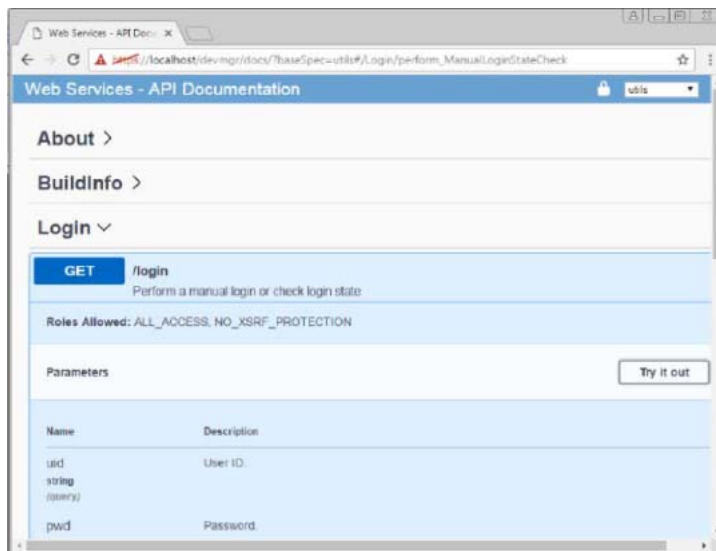 Web Services - API Docu
https://localhost/devmgr/docs/?baseSpec=utils#/Login/perform_ManualLoginStateCheck
Web Services - API Documentation
utils
About >
BuildInfo >
Login
GET /login
Perform a manual login or check login state
Roles Allowed: ALL_ACCESS, NO_XSRF_PROTECTION
Parameters
Try it out
Name Description
uid User ID.
string
(query)
pwd Password.